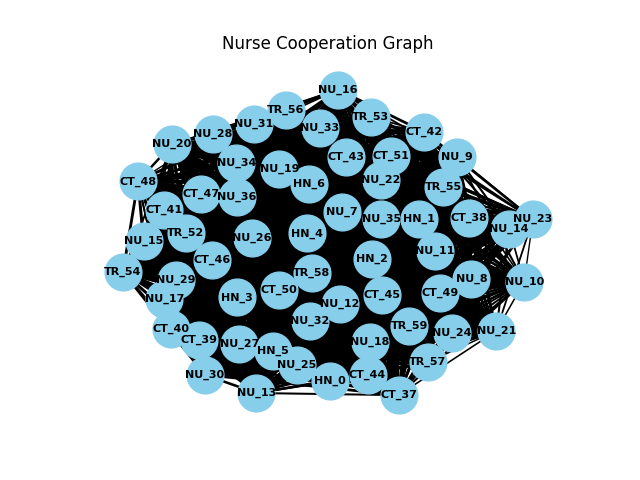 Nurse Cooperation Graph
NU_16
TR_56
TR_53
NU_31
NU_33
NU_28
CT_42
NU_20
CT_43
CT_51
NU_9
NU_34
NU_19
CT_48
NU_22
HN_6
TR_55
CT_47
NU_36
CT_41
NU_7
NU_35
HN_1
CT_38
NU_23
NU_14
TR_52
HN_4
NU_26
NU_15
NU_11
CT_46
HN_2
TR_58
TR_54
NU_29
NU_8
NU_10
CT_50
CT_49
CT_45
HN_3
NU_17
NU_12
NU_32
TR_59
CT_40
NU_24
NU_21
CT_39
NU_18
NU_27
HN_5
TR_57
NU_25
NU_30
CT_44
HN_0
NU_13
CT_37